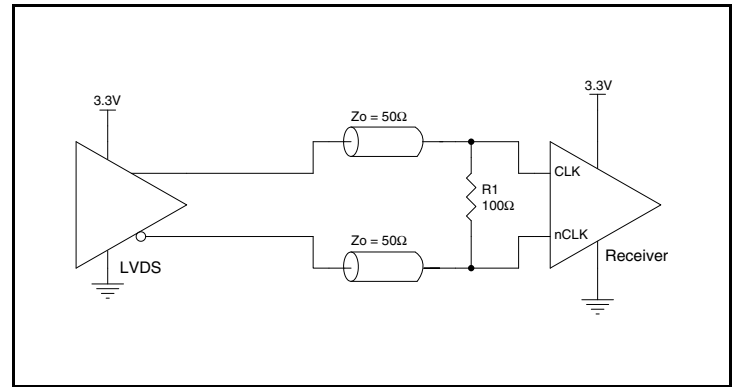 3.3V
3.3V
Zo = 50Ω
CLK
R1
100Ω
nCLK
Zo = 50Ω
LVDS
Receiver